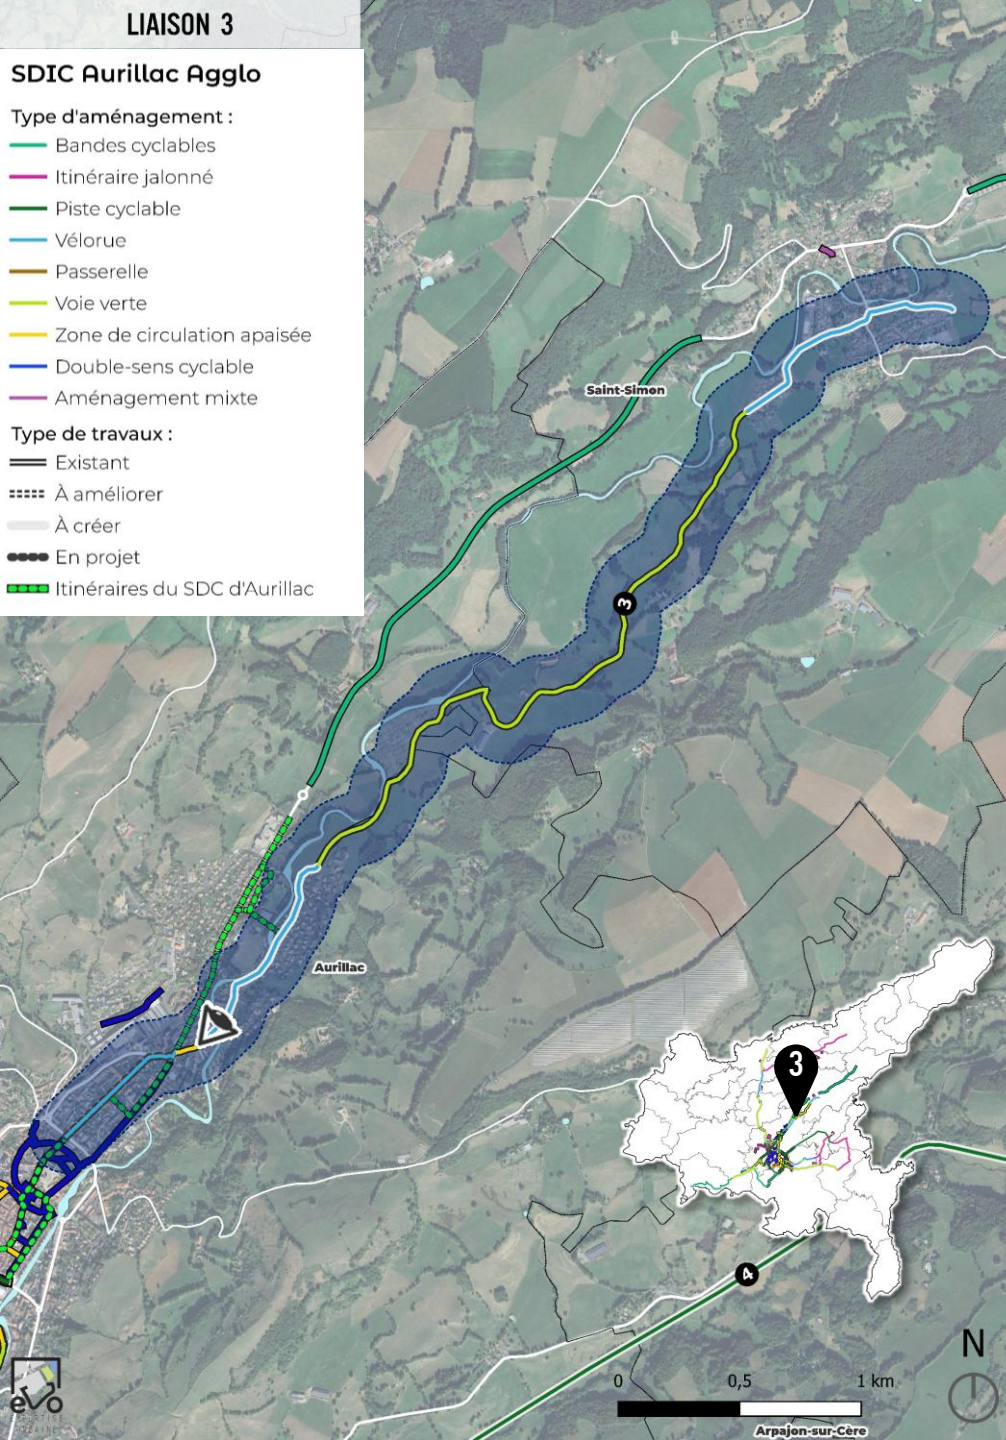 LIAISON 3
SDIC Aurillac Agglo
Type d'aménagement :
Bandes cyclables
Itinéraire jalonné
Piste cyclable
Vélorue
Passerelle
Voie verte
Zone de circulation apaisée
Double-sens cyclable
Aménagement mixte
Type de travaux :
Existant
À améliorer
À créer
En projet
Itinéraires du SDC d'Aurillac
Saint-Simon
3
Aurillac
3
4
N
0 0,5 1 km
Arpajon-sur-Cère
eVo